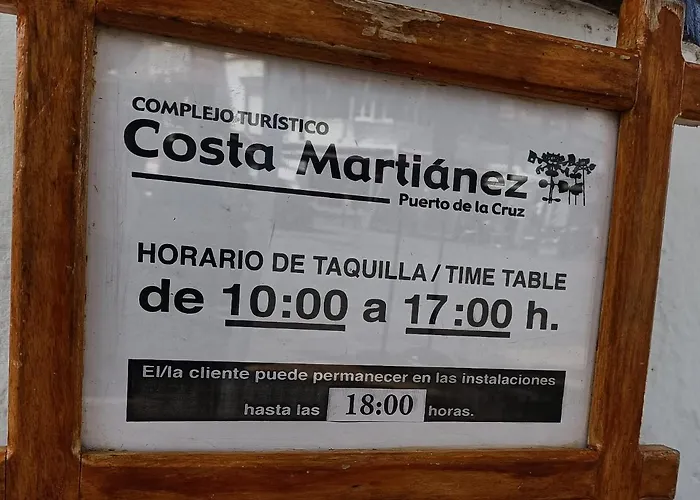 COMPLEJO TURÍSTICO
Costa Martiánez
Puerto de la Cruz
HORARIO DE TAQUILLA / TIME TABLE
de 10:00 a 17:00 h.
El/la cliente puede permanecer en las instalaciones
hasta las 18:00 horas.